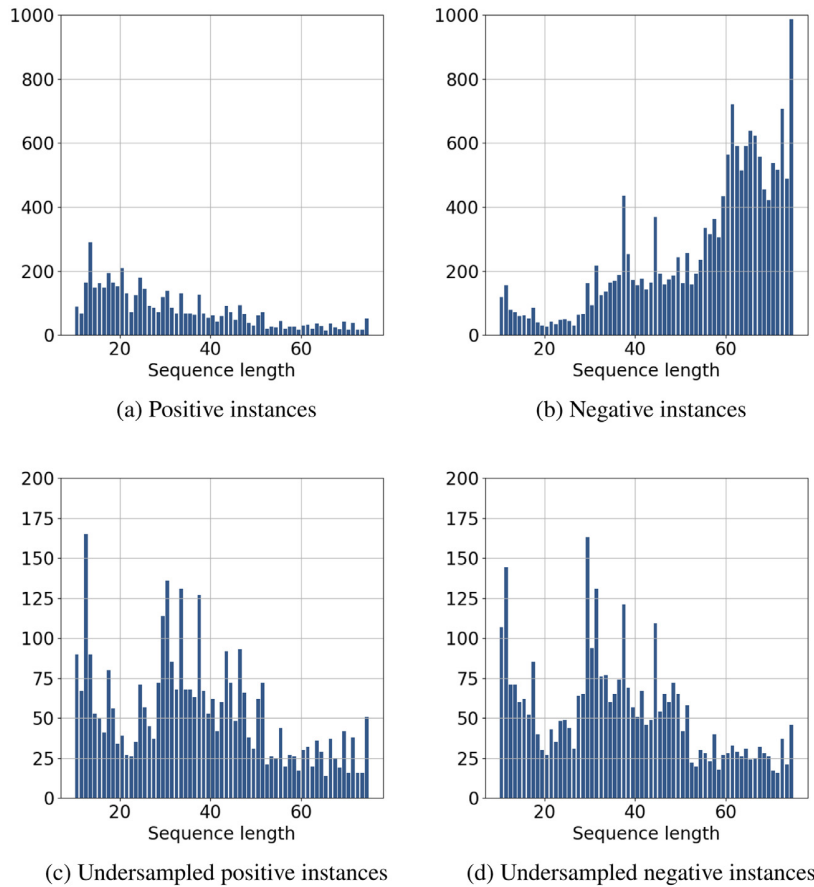 1000
800
600
400
200
0
20 40 60
Sequence length
(a) Positive instances
1000
800
600
400
200
0
20 40 60
Sequence length
(b) Negative instances
200
175
150
125
100
75
50
25
0
20 40 60
Sequence length
(c) Undersampled positive instances
200
175
150
125
100
75
50
25
0
20 40 60
Sequence length
(d) Undersampled negative instances